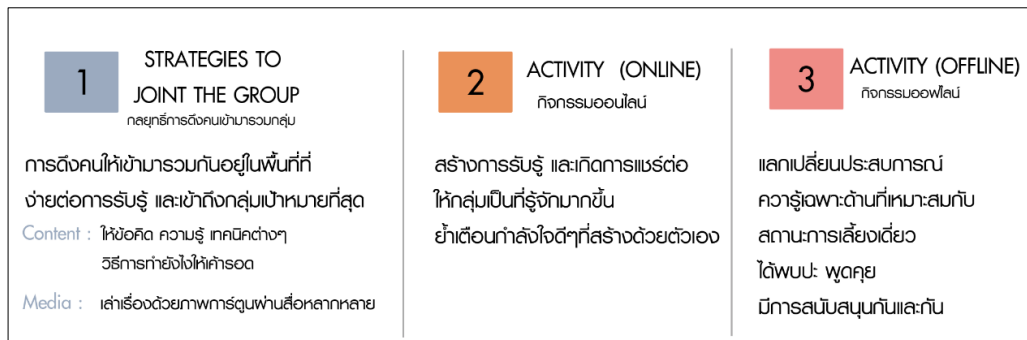 1
STRATEGIES TO
JOINT THE GROUP
กลยุทธ์การดึงคนเข้ามารวมกลุ่ม
การดึงคนให้เข้ามารวมกันอยู่ในพื้นที่ที่
ง่ายต่อการรับรู้ และเข้าถึงกลุ่มเป้าหมายที่สุด
Content : ให้ข้อคิด ความรู้ เทคนิคต่างๆ
วิธีการทำยังไงให้เค้ารอด
Media : เล่าเรื่องด้วยภาพการ์ตูนผ่านสื่อหลากหลาย
2
ACTIVITY (ONLINE)
กิจกรรมออนไลน์
สร้างการรับรู้ และเกิดการแชร์ต่อ
ให้กลุ่มเป็นที่รู้จักมากขึ้น
ย้ำเตือนกำลังใจดีๆที่สร้างด้วยตัวเอง
3
ACTIVITY (OFFLINE)
กิจกรรมออฟไลน์
แลกเปลี่ยนประสบการณ์
ความรู้เฉพาะด้านที่เหมาะสมกับ
สถานะการเลี้ยงเดี่ยว
ได้พบปะ พูดคุย
มีการสนับสนุนกันและกัน